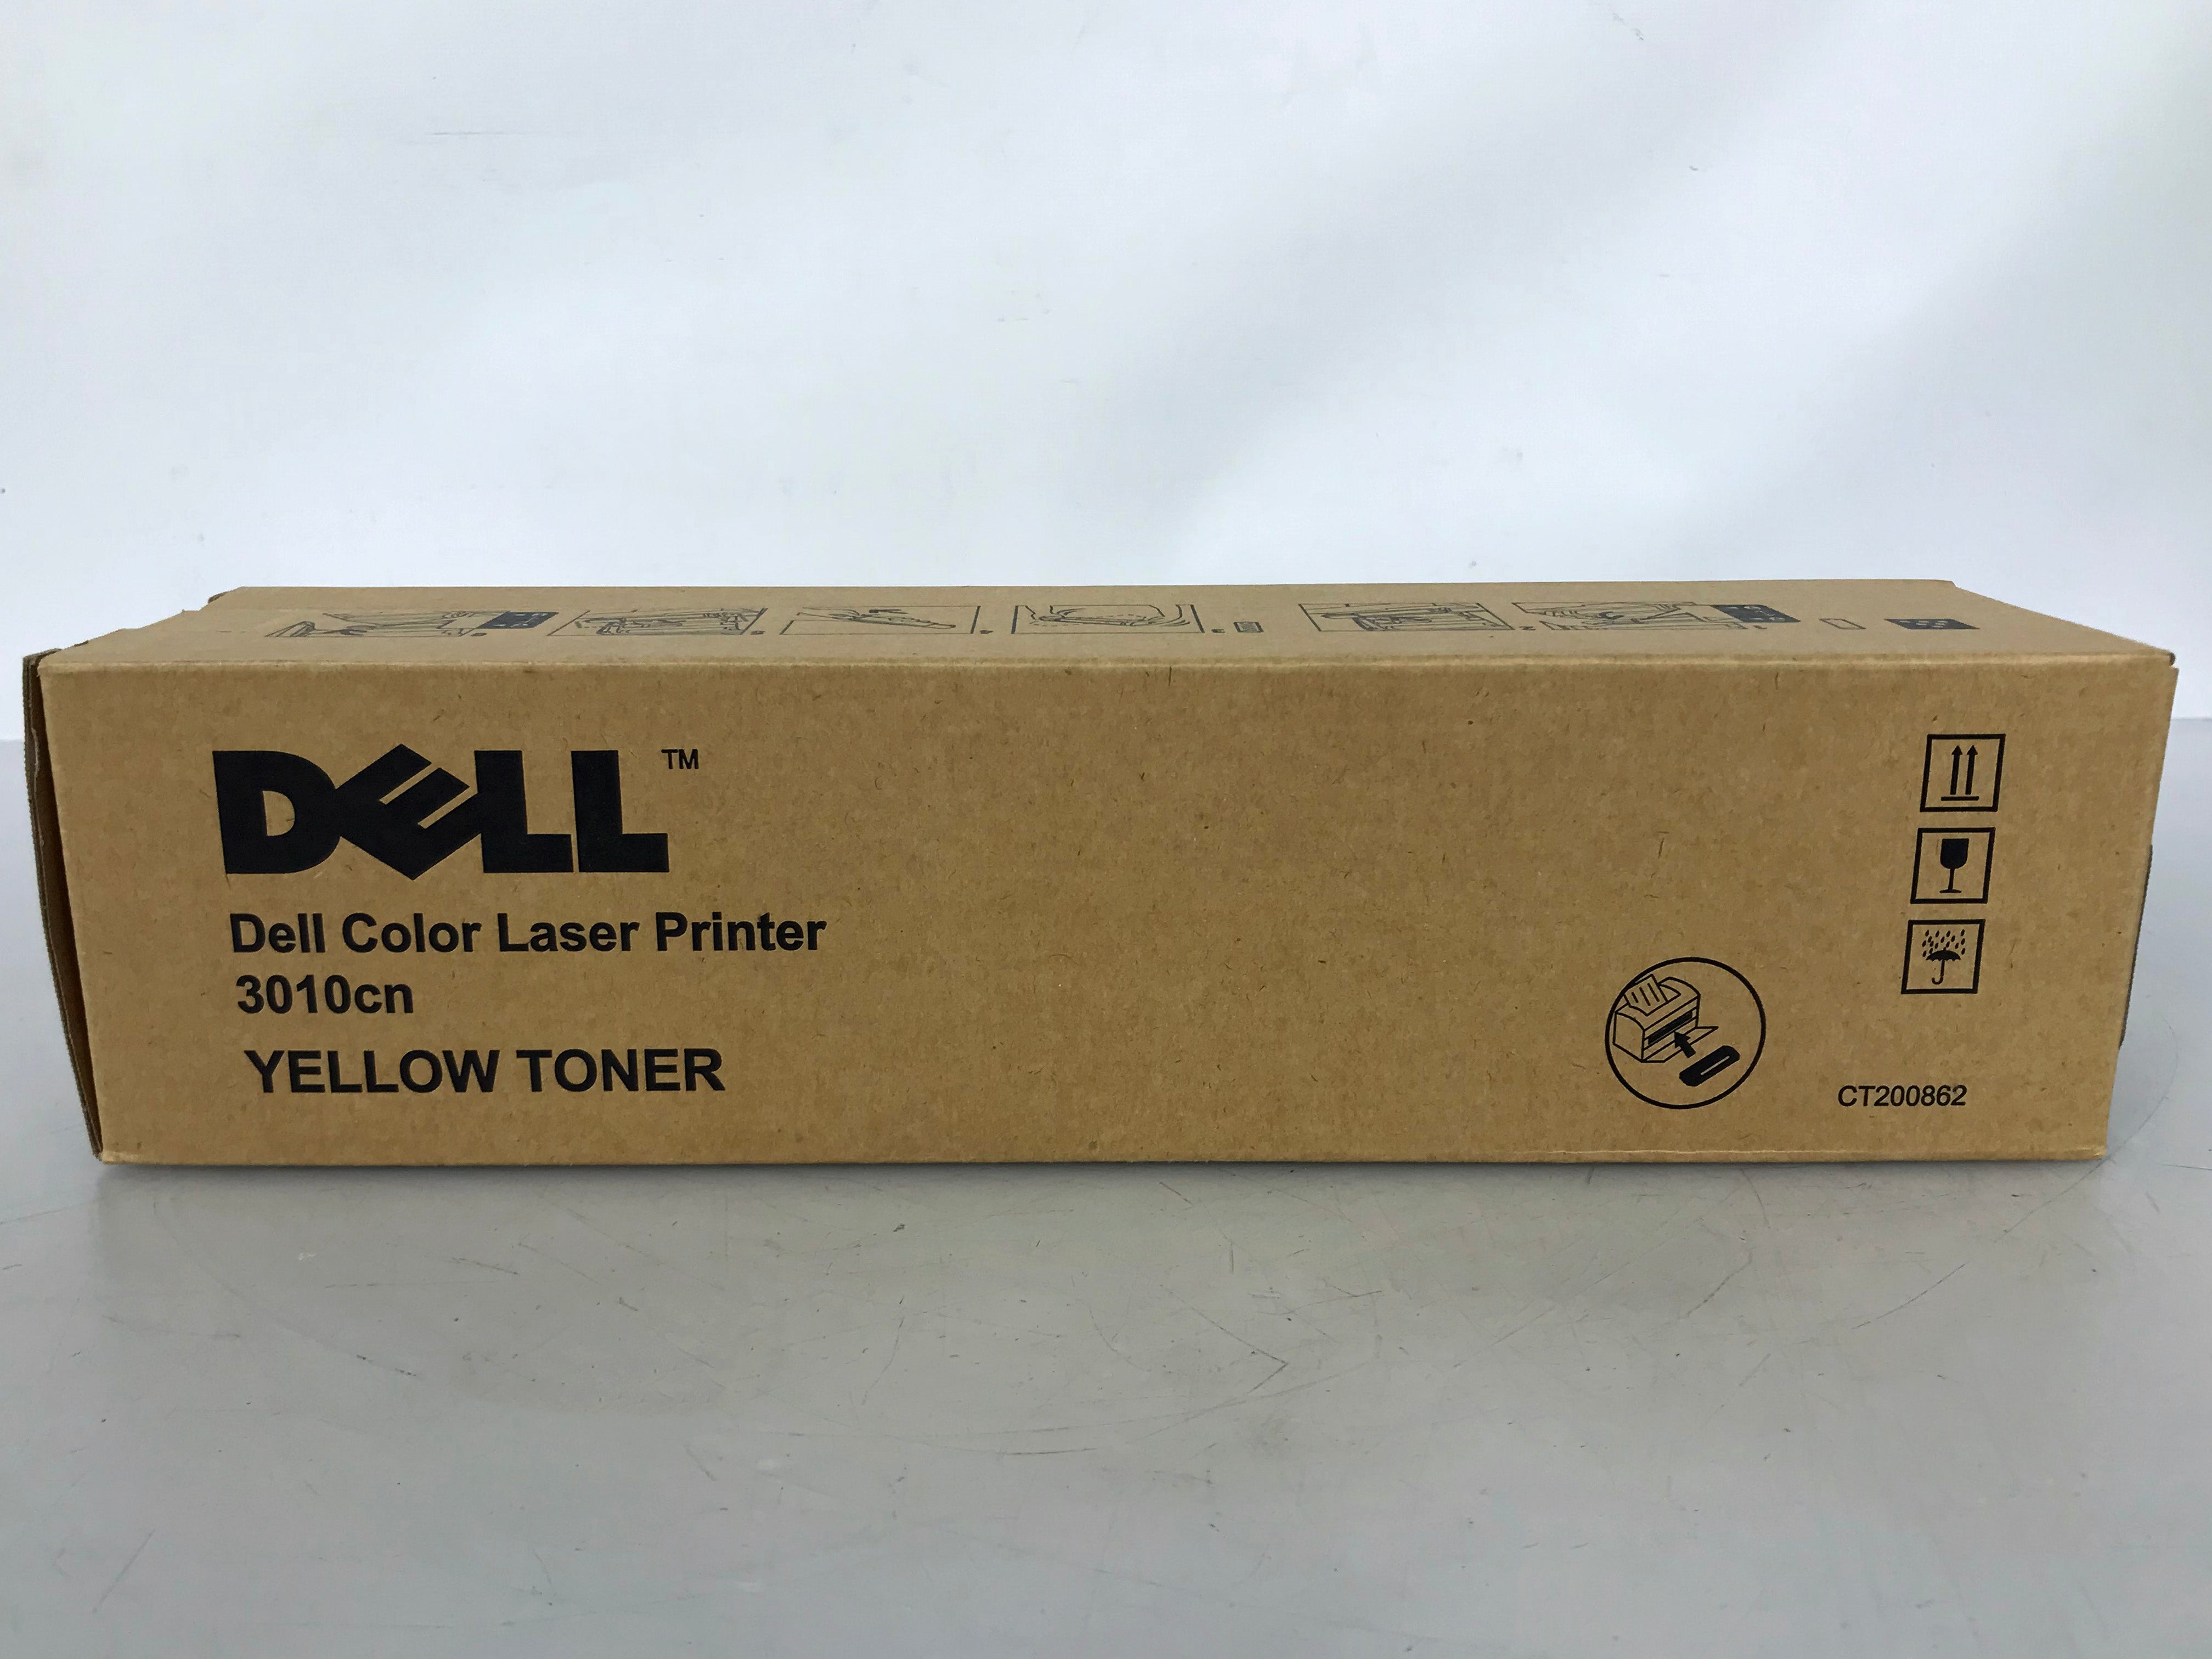 DELL™
Dell Color Laser Printer
3010cn
YELLOW TONER
CT200862